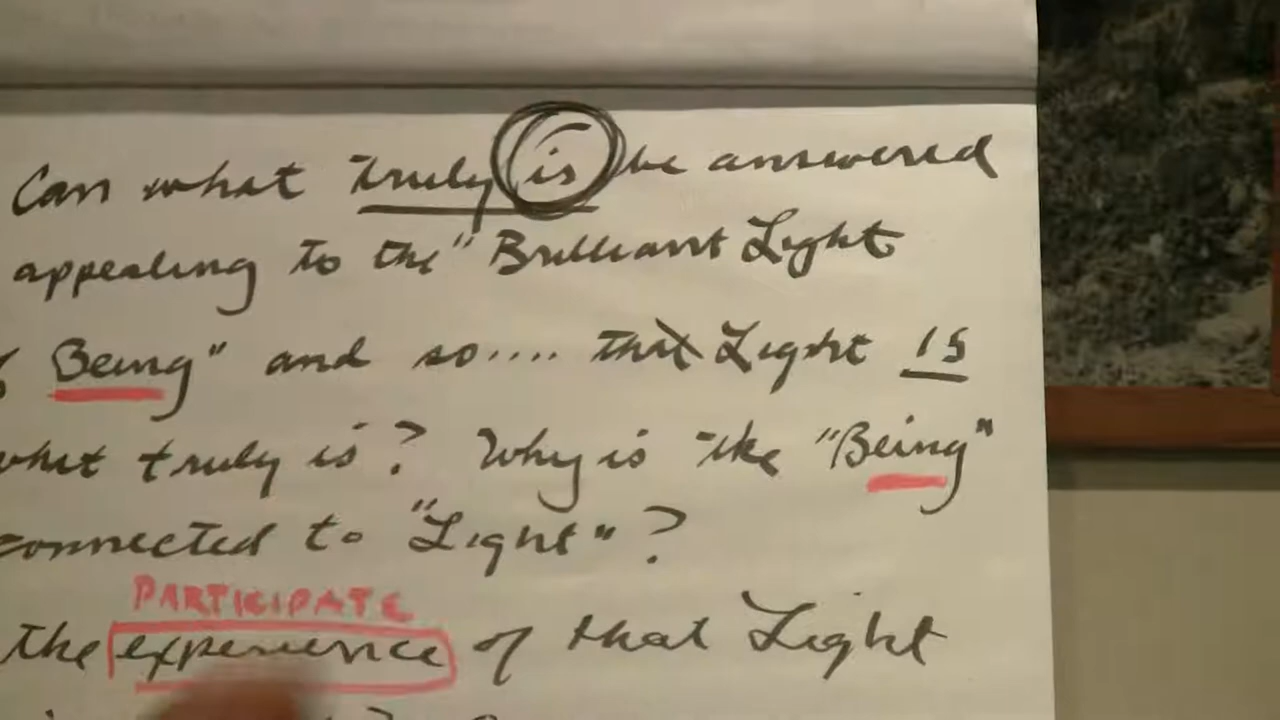 Can what truly is be answered
appealing to the "Brilliant Light
Being" and so.... that Light is
what truly is? Why is the "Being"
connected to "Light"?
PARTICIPATE
the experience of that Light